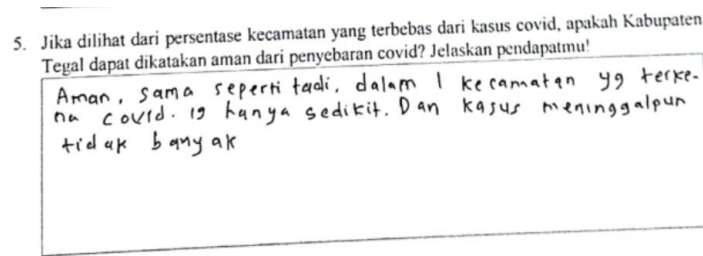 5. Jika dilihat dari persentase kecamatan yang terbebas dari kasus covid, apakah Kabupaten
Tegal dapat dikatakan aman dari penyebaran covid? Jelaskan pendapatmu!
Aman, sama seperti tadi, dalam 1 kecamatan yg terke-
na covid.19 hanya sedikit. Dan kasus meninggalpun
tidak banyak